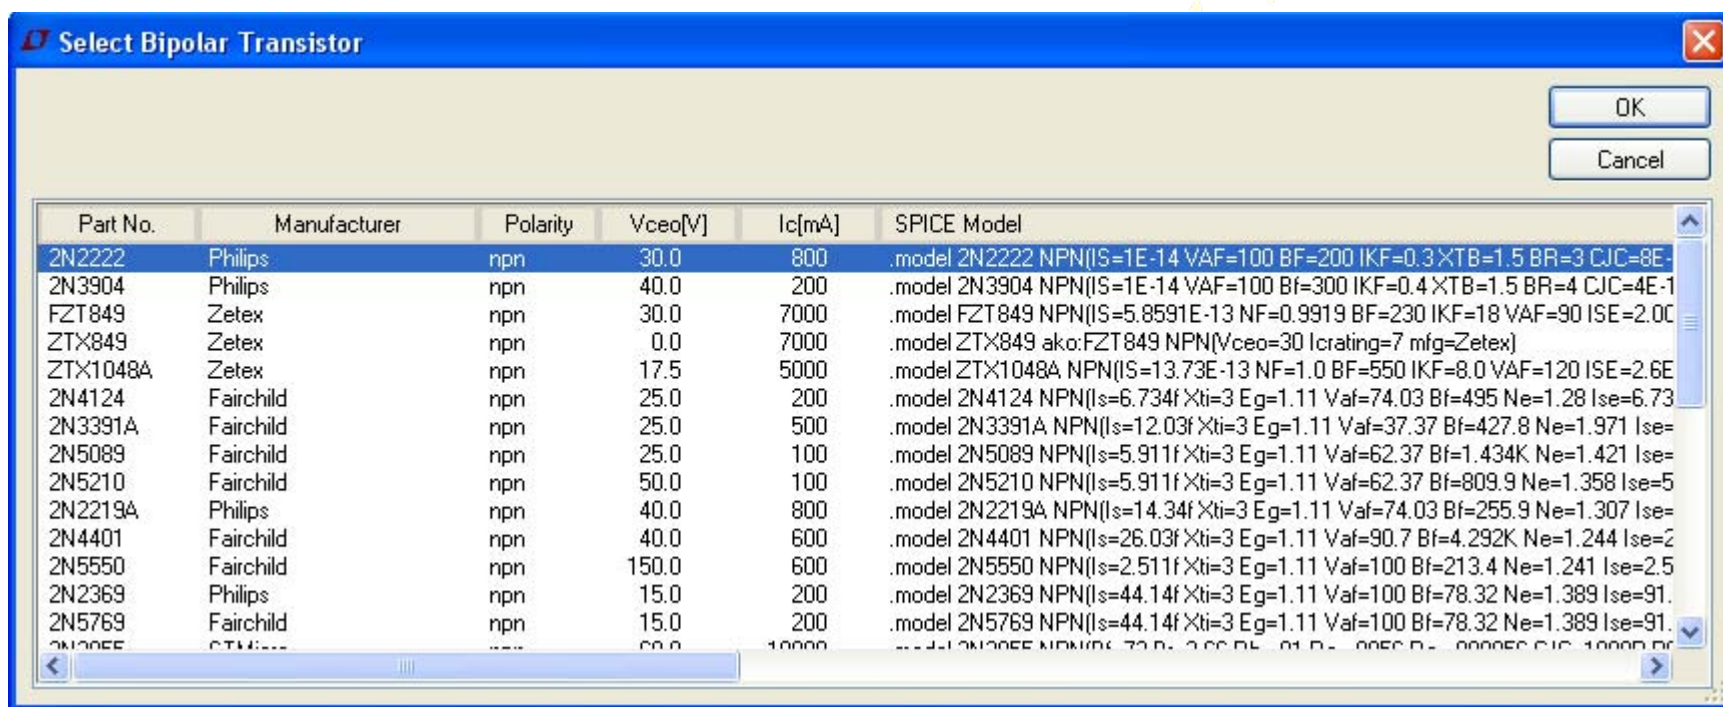 Select Bipolar Transistor
OK
Cancel
Part No. Manufacturer Polarity Vceo[V] Ic[mA] SPICE Model
2N2222 Philips npn 30.0 800 .model 2N2222 NPN(IS=1E-14 VAF=100 BF=200 IKF=0.3 XTB=1.5 BR=3 CJC=8E-
2N3904 Philips npn 40.0 200 .model 2N3904 NPN(IS=1E-14 VAF=100 Bf=300 IKF=0.4 XTB=1.5 BR=4 CJC=4E-1
FZT849 Zetex npn 30.0 7000 .model FZT849 NPN(IS=5.8591E-13 NF=0.9919 BF=230 IKF=18 VAF=90 ISE=2.00
ZTX849 Zetex npn 0.0 7000 .model ZTX849 ako:FZT849 NPN(Vceo=30 Icrating=7 mfg=Zetex)
ZTX1048A Zetex npn 17.5 5000 .model ZTX1048A NPN(IS=13.73E-13 NF=1.0 BF=550 IKF=8.0 VAF=120 ISE=2.6E
2N4124 Fairchild npn 25.0 200 .model 2N4124 NPN(Is=6.734f Xti=3 Eg=1.11 Vaf=74.03 Bf=495 Ne=1.28 Ise=6.73
2N3391A Fairchild npn 25.0 500 .model 2N3391A NPN(Is=12.03f Xti=3 Eg=1.11 Vaf=37.37 Bf=427.8 Ne=1.971 Ise=
2N5089 Fairchild npn 25.0 100 .model 2N5089 NPN(Is=5.911f Xti=3 Eg=1.11 Vaf=62.37 Bf=1.434K Ne=1.421 Ise=
2N5210 Fairchild npn 50.0 100 .model 2N5210 NPN(Is=5.911f Xti=3 Eg=1.11 Vaf=62.37 Bf=809.9 Ne=1.358 Ise=5
2N2219A Philips npn 40.0 800 .model 2N2219A NPN(Is=14.34f Xti=3 Eg=1.11 Vaf=74.03 Bf=255.9 Ne=1.307 Ise=
2N4401 Fairchild npn 40.0 600 .model 2N4401 NPN(Is=26.03f Xti=3 Eg=1.11 Vaf=90.7 Bf=4.292K Ne=1.244 Ise=2
2N5550 Fairchild npn 150.0 600 .model 2N5550 NPN(Is=2.511f Xti=3 Eg=1.11 Vaf=100 Bf=213.4 Ne=1.241 Ise=2.5
2N2369 Philips npn 15.0 200 .model 2N2369 NPN(Is=44.14f Xti=3 Eg=1.11 Vaf=100 Bf=78.32 Ne=1.389 Ise=91.
2N5769 Fairchild npn 15.0 200 .model 2N5769 NPN(Is=44.14f Xti=3 Eg=1.11 Vaf=100 Bf=78.32 Ne=1.389 Ise=91.